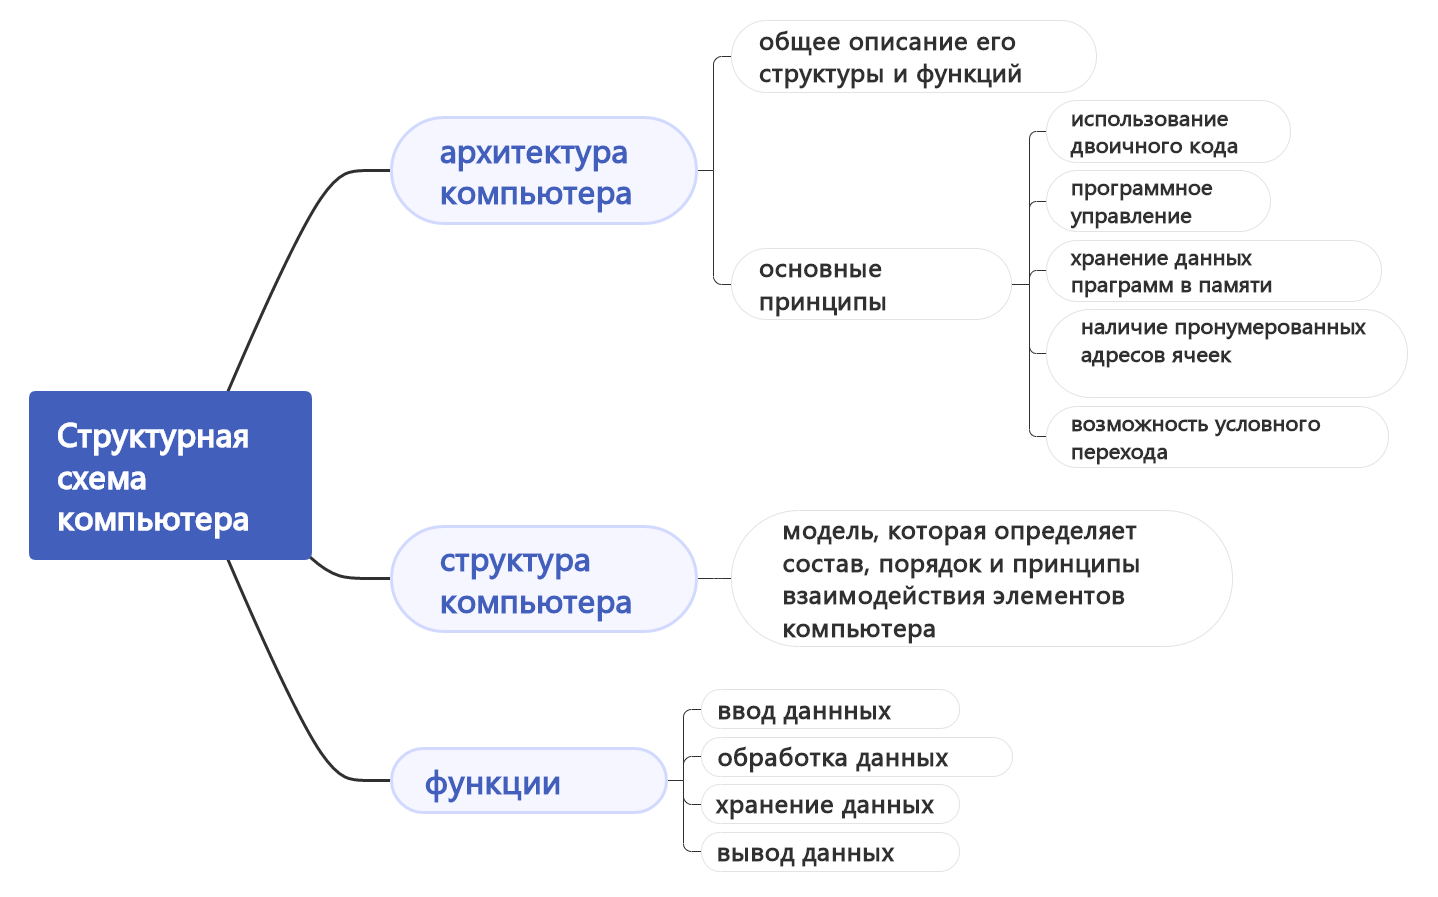 Структурная
схема
компьютера
архитектура
компьютера
общее описание его
структуры и функций
основные
принципы
использование
двоичного кода
программное
управление
хранение данных
праграмм в памяти
наличие пронумерованных
адресов ячеек
возможность условного
перехода
структура
компьютера
модель, которая определяет
состав, порядок и принципы
взаимодействия элементов
компьютера
функции
ввод даннных
обработка данных
хранение данных
вывод данных